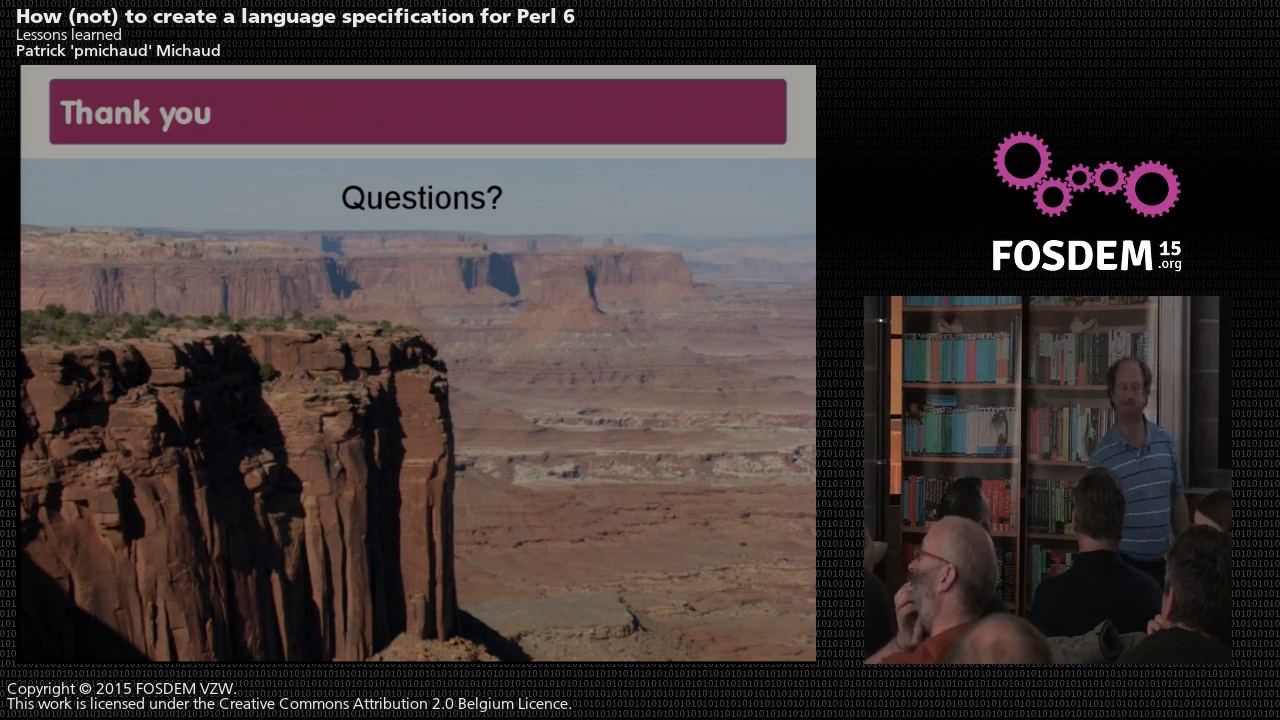 How (not) to create a language specification for Perl 6
Lessons learned
Patrick 'pmichaud' Michaud
Thank you
Questions?
FOSDEM 15
.org
Copyright © 2015 FOSDEM VZW.
This work is licensed under the Creative Commons Attribution 2.0 Belgium Licence.